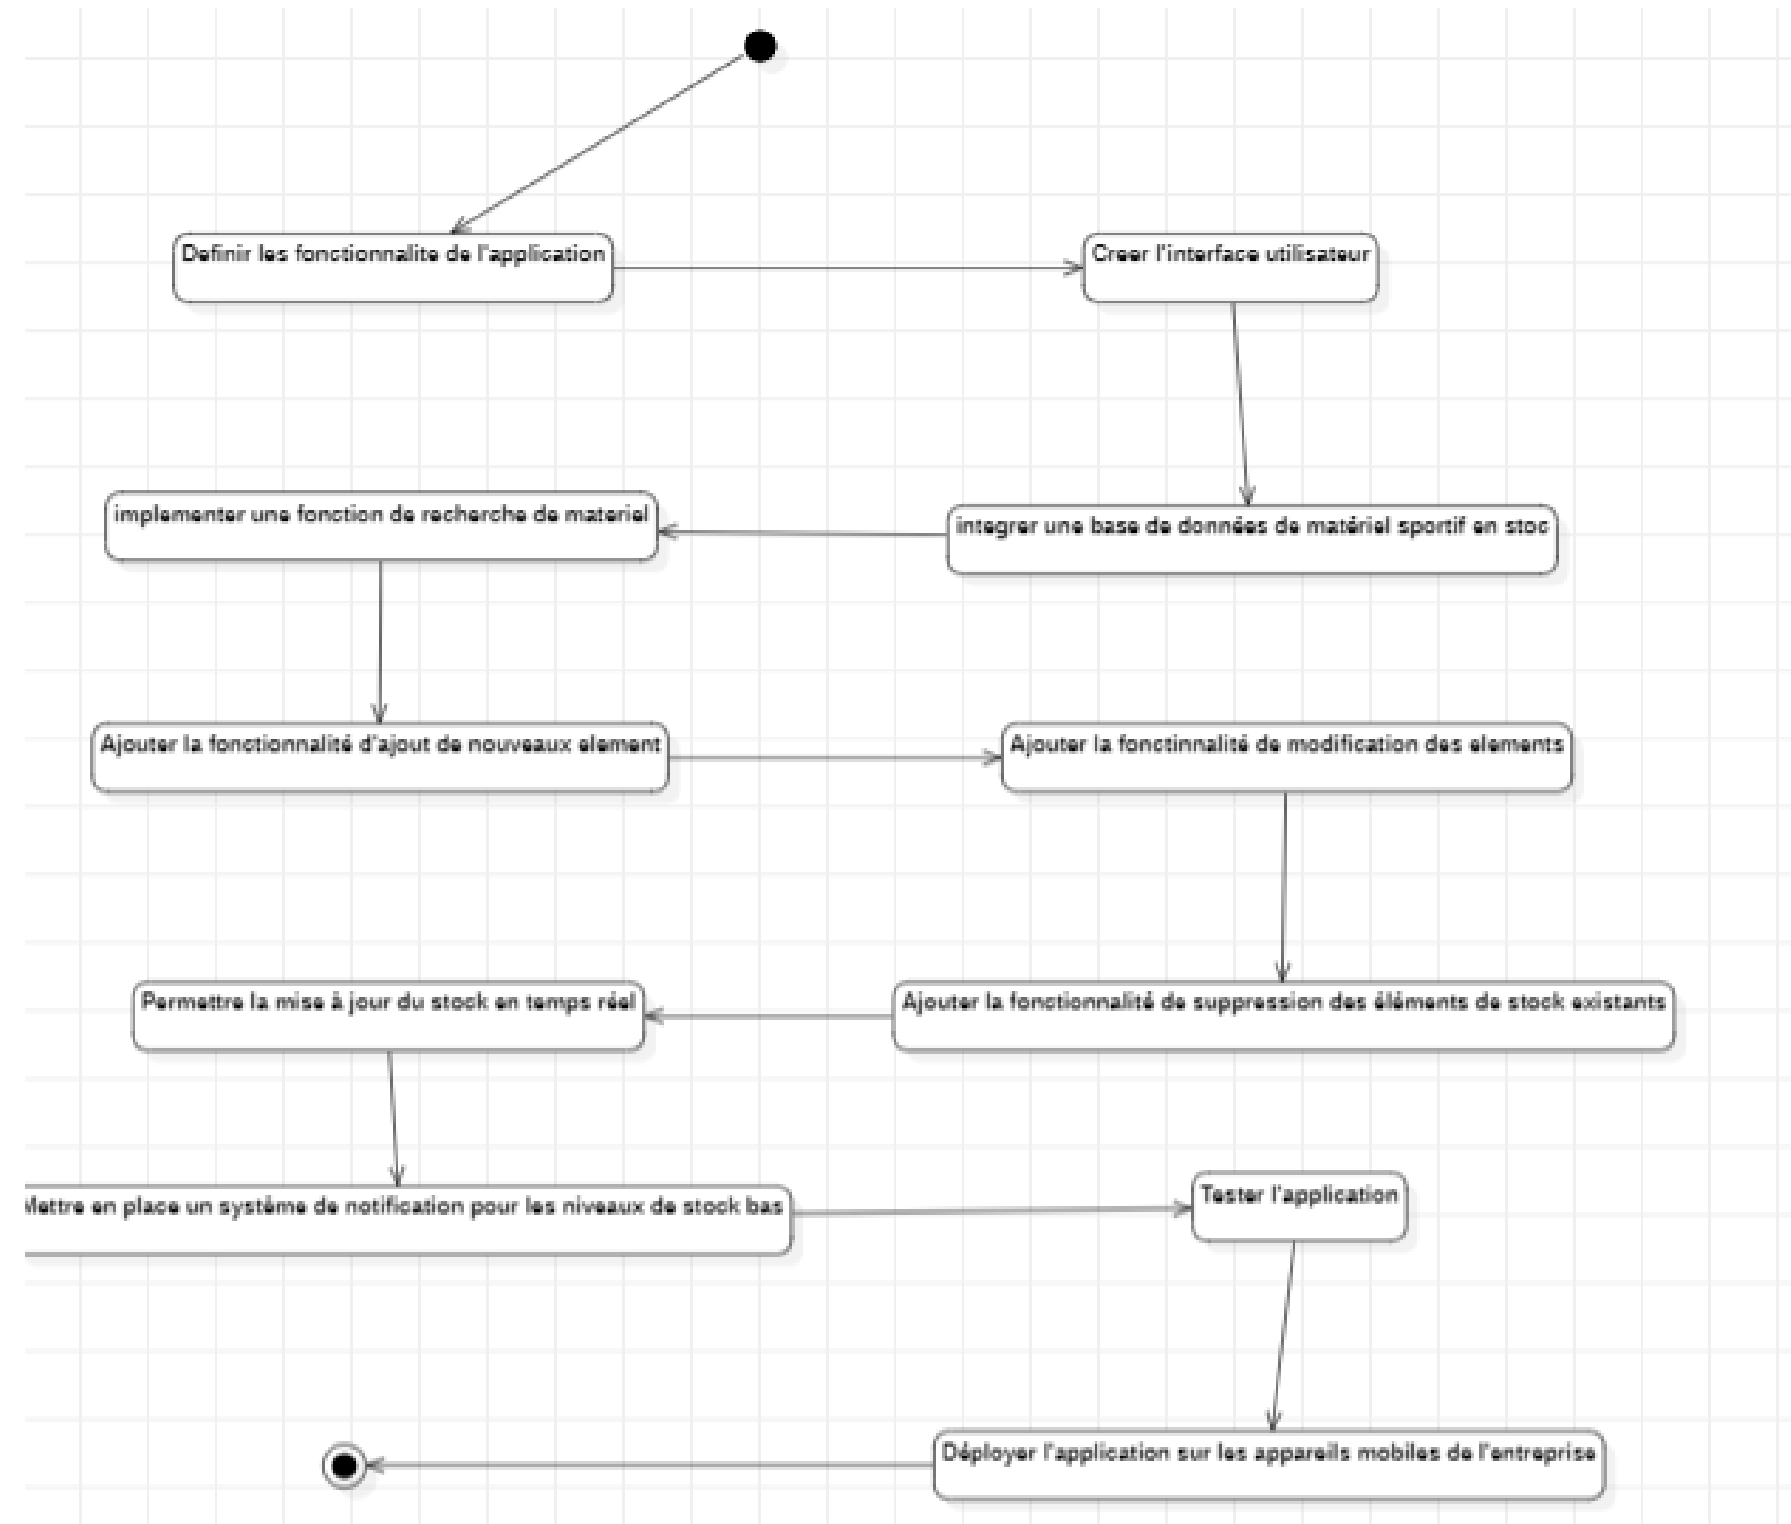 Definir les fonctionnalite de l'application
Creer l'interface utilisateur
implementer une fonction de recherche de materiel
integrer une base de données de matériel sportif en stoc
Ajouter la fonctionnalité d'ajout de nouveaux element
Ajouter la fonctinnalité de modification des elements
Permettre la mise à jour du stock en temps réel
Ajouter la fonctionnalité de suppression des éléments de stock existants
Mettre en place un système de notification pour les niveaux de stock bas
Tester l'application
Déployer l'application sur les appareils mobiles de l'entreprise